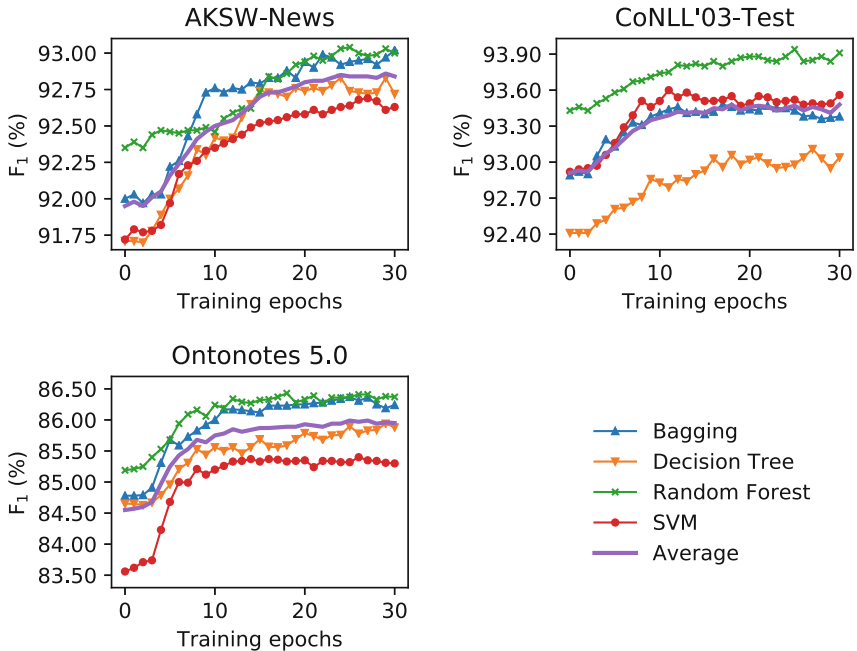 AKSW-News
93.00
92.75
92.50
92.25
92.00
91.75
F₁ (%)
0 10 20 30
Training epochs
CoNLL'03-Test
93.90
93.60
93.30
93.00
92.70
92.40
F₁ (%)
0 10 20 30
Training epochs
Ontonotes 5.0
86.50
86.00
85.50
85.00
84.50
84.00
83.50
F₁ (%)
0 10 20 30
Training epochs
Bagging
Decision Tree
Random Forest
SVM
Average